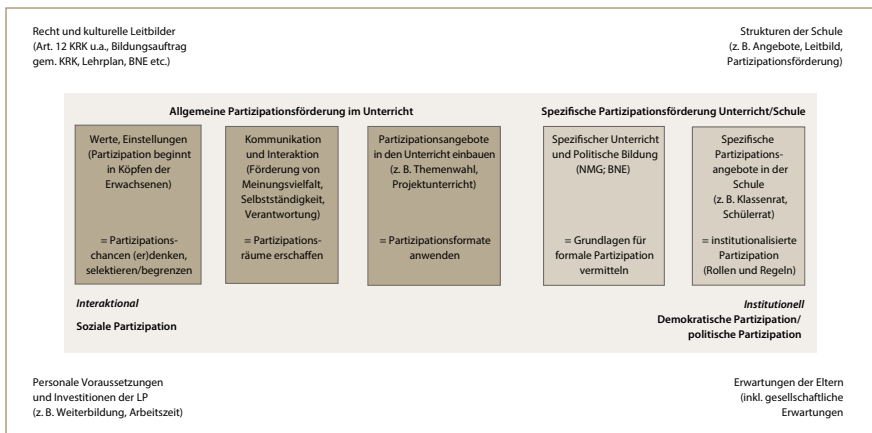 Recht und kulturelle Leitbilder
(Art. 12 KRK u.a., Bildungsauftrag
gem. KRK, Lehrplan, BNE etc.)
Strukturen der Schule
(z. B. Angebote, Leitbild,
Partizipationsförderung)
Allgemeine Partizipationsförderung im Unterricht
Spezifische Partizipationsförderung Unterricht/Schule
Werte, Einstellungen
(Partizipation beginnt
in Köpfen der
Erwachsenen)
= Partizipations-
chancen (er)denken,
selektieren/begrenzen
Kommunikation
und Interaktion
(Förderung von
Meinungsvielfalt,
Selbstständigkeit,
Verantwortung)
= Partizipations-
räume erschaffen
Partizipationsangebote
in den Unterricht einbauen
(z. B. Themenwahl,
Projektunterricht)
= Partizipationsformate
anwenden
Spezifischer Unterricht
und Politische Bildung
(NMG; BNE)
= Grundlagen für
formale Partizipation
vermitteln
Spezifische
Partizipations-
angebote in der
Schule
(z. B. Klassenrat,
Schülerrat)
= institutionalisierte
Partizipation
(Rollen und Regeln)
Interaktional
Soziale Partizipation
Institutionell
Demokratische Partizipation/
politische Partizipation
Personale Voraussetzungen
und Investitionen der LP
(z. B. Weiterbildung, Arbeitszeit)
Erwartungen der Eltern
(inkl. gesellschaftliche
Erwartungen